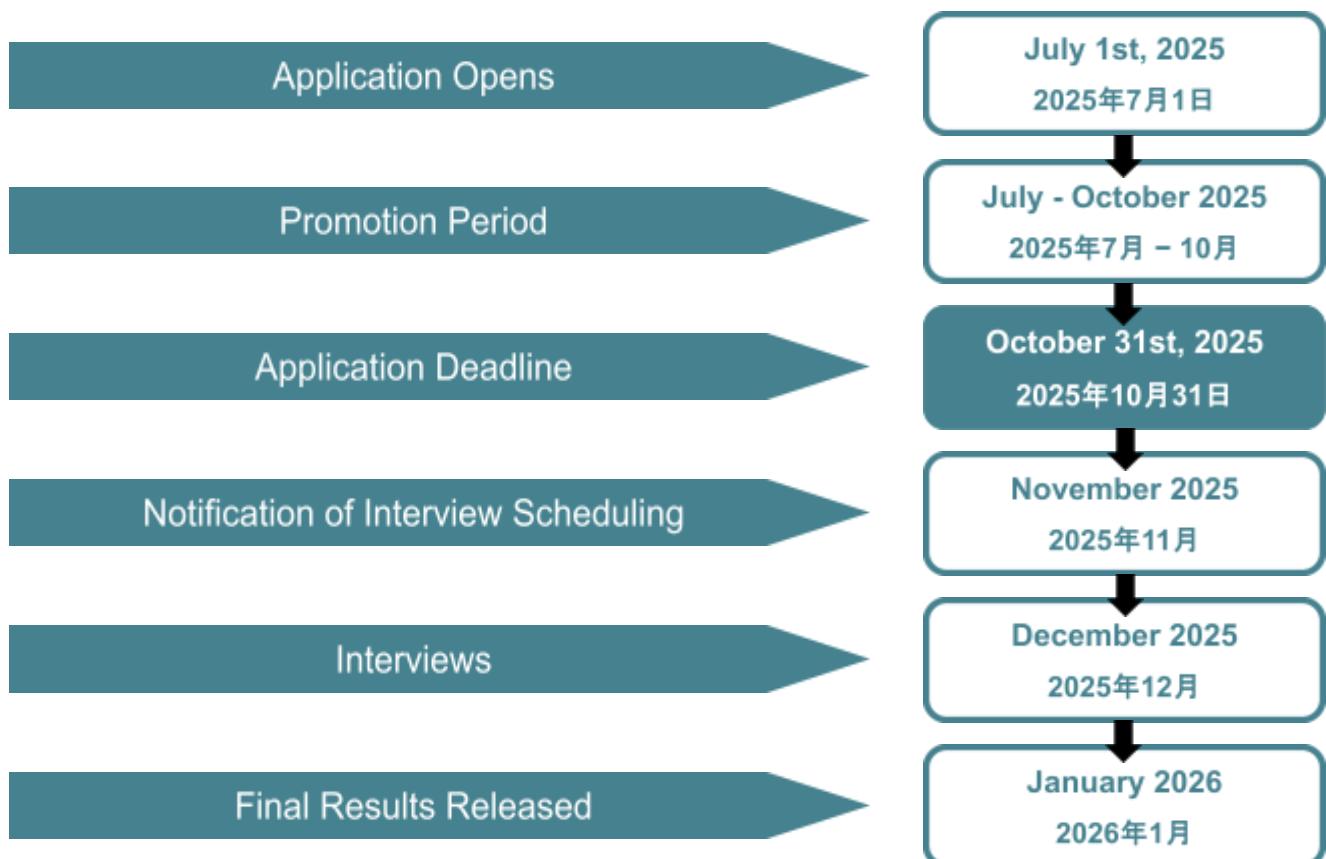 Application Opens
July 1st, 2025
2025年7月1日
Promotion Period
July - October 2025
2025年7月 − 10月
Application Deadline
October 31st, 2025
2025年10月31日
Notification of Interview Scheduling
November 2025
2025年11月
Interviews
December 2025
2025年12月
Final Results Released
January 2026
2026年1月